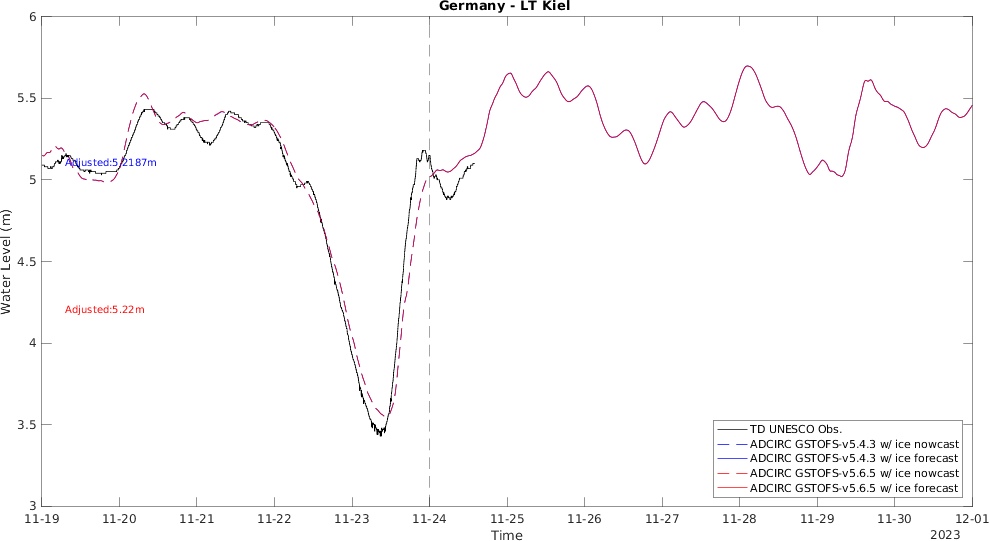 Germany - LT Kiel
6
5.5
5
4.5
4
3.5
3
Water Level (m)
Adjusted:5.2187m
Adjusted:5.22m
TD UNESCO Obs.
ADCIRC GSTOFS-v5.4.3 w/ ice nowcast
ADCIRC GSTOFS-v5.4.3 w/ ice forecast
ADCIRC GSTOFS-v5.6.5 w/ ice nowcast
ADCIRC GSTOFS-v5.6.5 w/ ice forecast
11-19 11-20 11-21 11-22 11-23 11-24 11-25 11-26 11-27 11-28 11-29 11-30 12-01
Time
2023